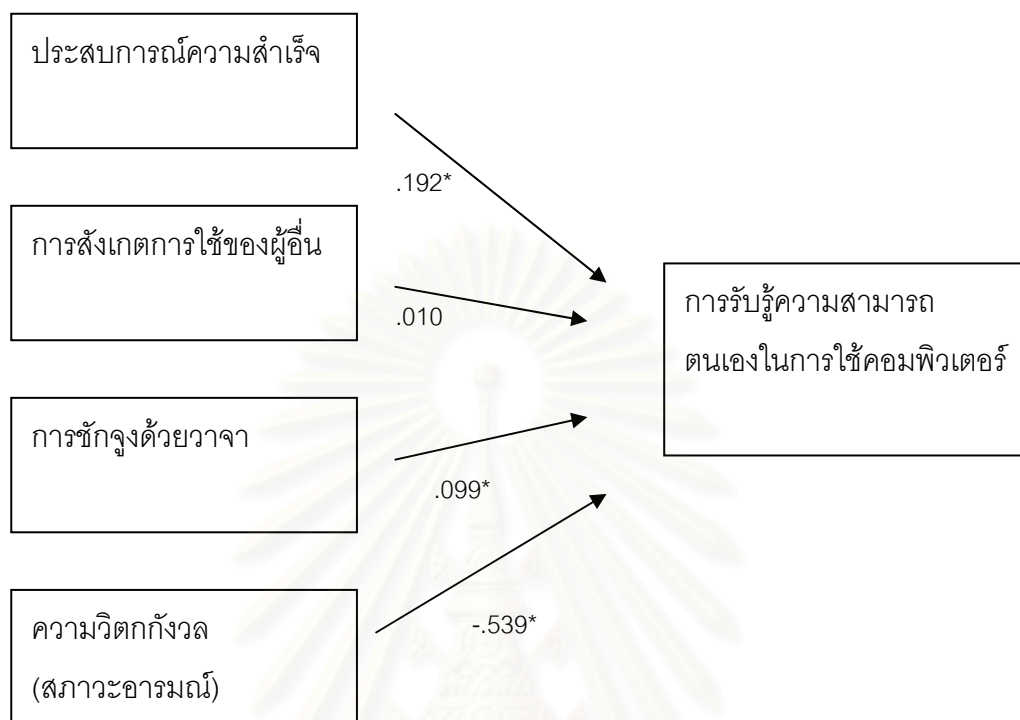 ประสบการณ์ความสำเร็จ
.192*
การสังเกตการใช้ของผู้อื่น
.010
การชักจูงด้วยวาจา
.099*
ความวิตกกังวล
(สภาวะอารมณ์)
-.539*
การรับรู้ความสามารถ
ตนเองในการใช้คอมพิวเตอร์